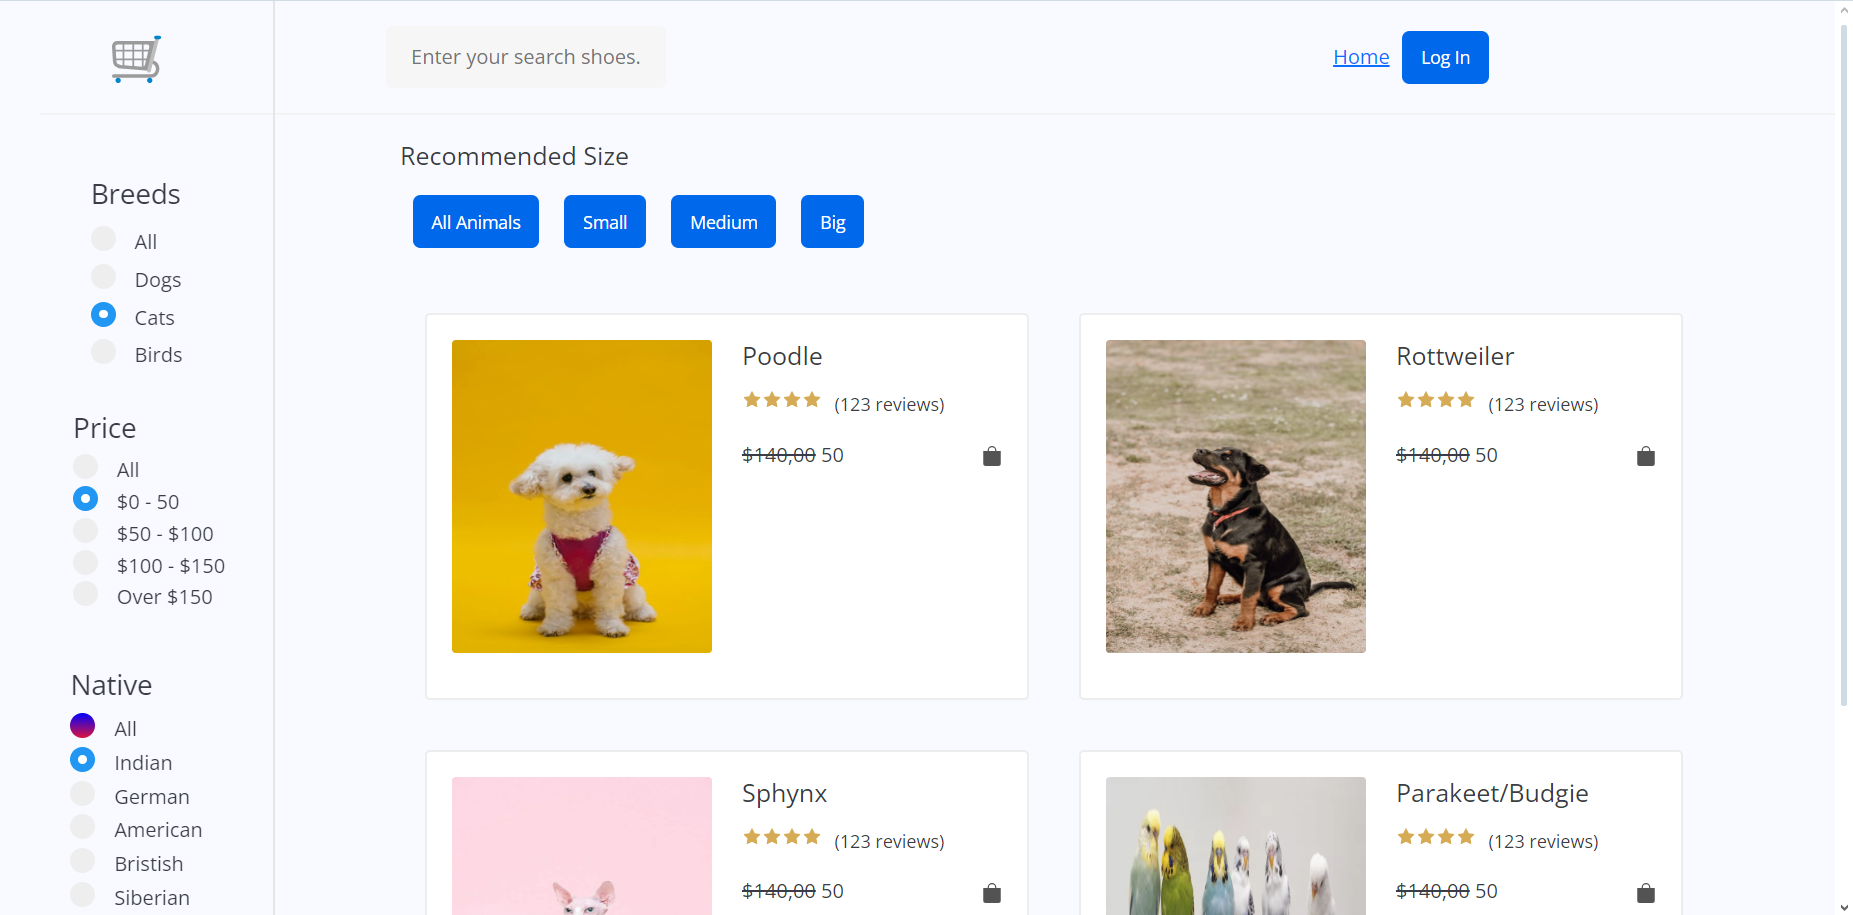 Enter your search shoes.
Home
Log In
Breeds
All
Dogs
Cats
Birds
Price
All
$0 - 50
$50 - $100
$100 - $150
Over $150
Native
All
Indian
German
American
Bristish
Siberian
Recommended Size
All Animals
Small
Medium
Big
Poodle
(123 reviews)
$140,00 50
Rottweiler
(123 reviews)
$140,00 50
Sphynx
(123 reviews)
$140,00 50
Parakeet/Budgie
(123 reviews)
$140,00 50